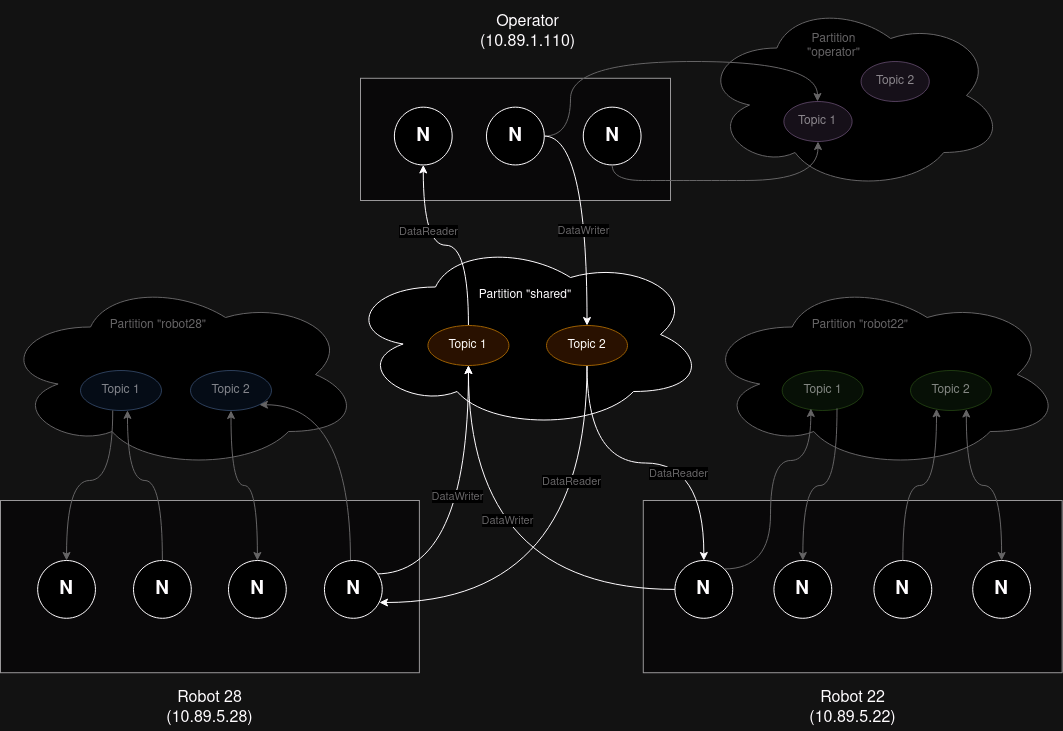 Operator
(10.89.1.110)
Partition
"operator"
Topic 2
Topic 1
N
N
N
DataReader
DataWriter
Partition "shared"
Topic 1
Topic 2
Partition "robot28"
Topic 1
Topic 2
Partition "robot22"
Topic 1
Topic 2
DataReader
DataReader
DataWriter
DataWriter
N
N
N
N
N
N
N
N
Robot 28
(10.89.5.28)
Robot 22
(10.89.5.22)